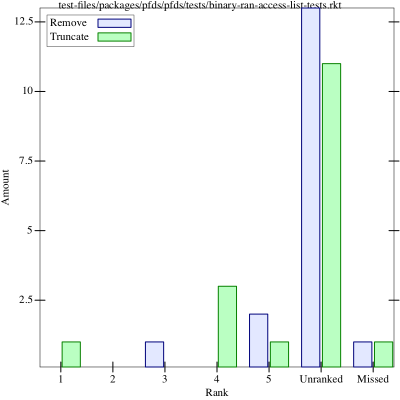 test-files/packages/pfds/pfds/tests/binary-ran-access-list-tests.rkt
Remove
Truncate
12.5
10
7.5
5
2.5
Amount
1 2 3 4 5 Unranked Missed
Rank